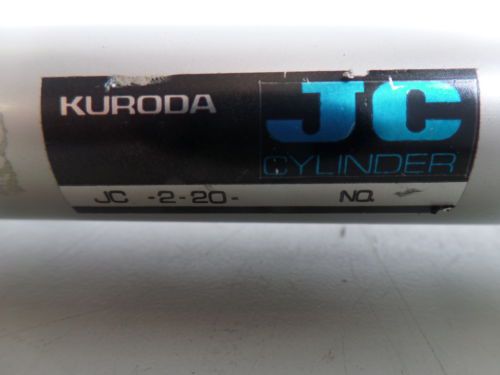 KURODA
JC
CYLINDER
JC -2-20- NO.